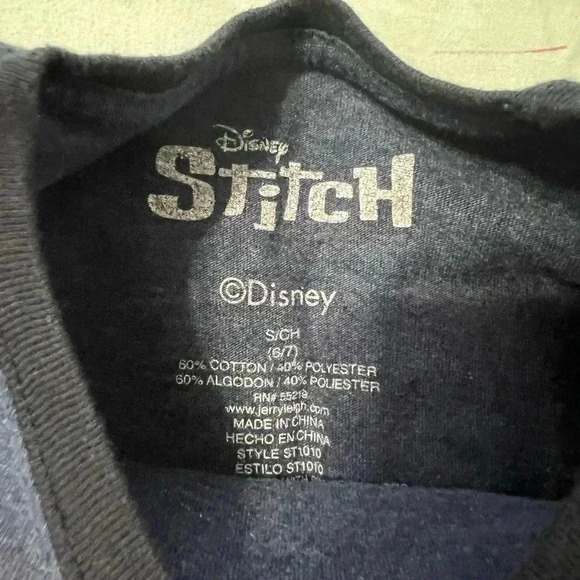 Disney
Stitch
©Disney
S/CH
(6/7)
60% COTTON / 40% POLYESTER
60% ALGODON / 40% POLIESTER
RN# 55219
www.jerryleigh.com
MADE IN CHINA
HECHO EN CHINA
STYLE ST1010
ESTILO ST1010